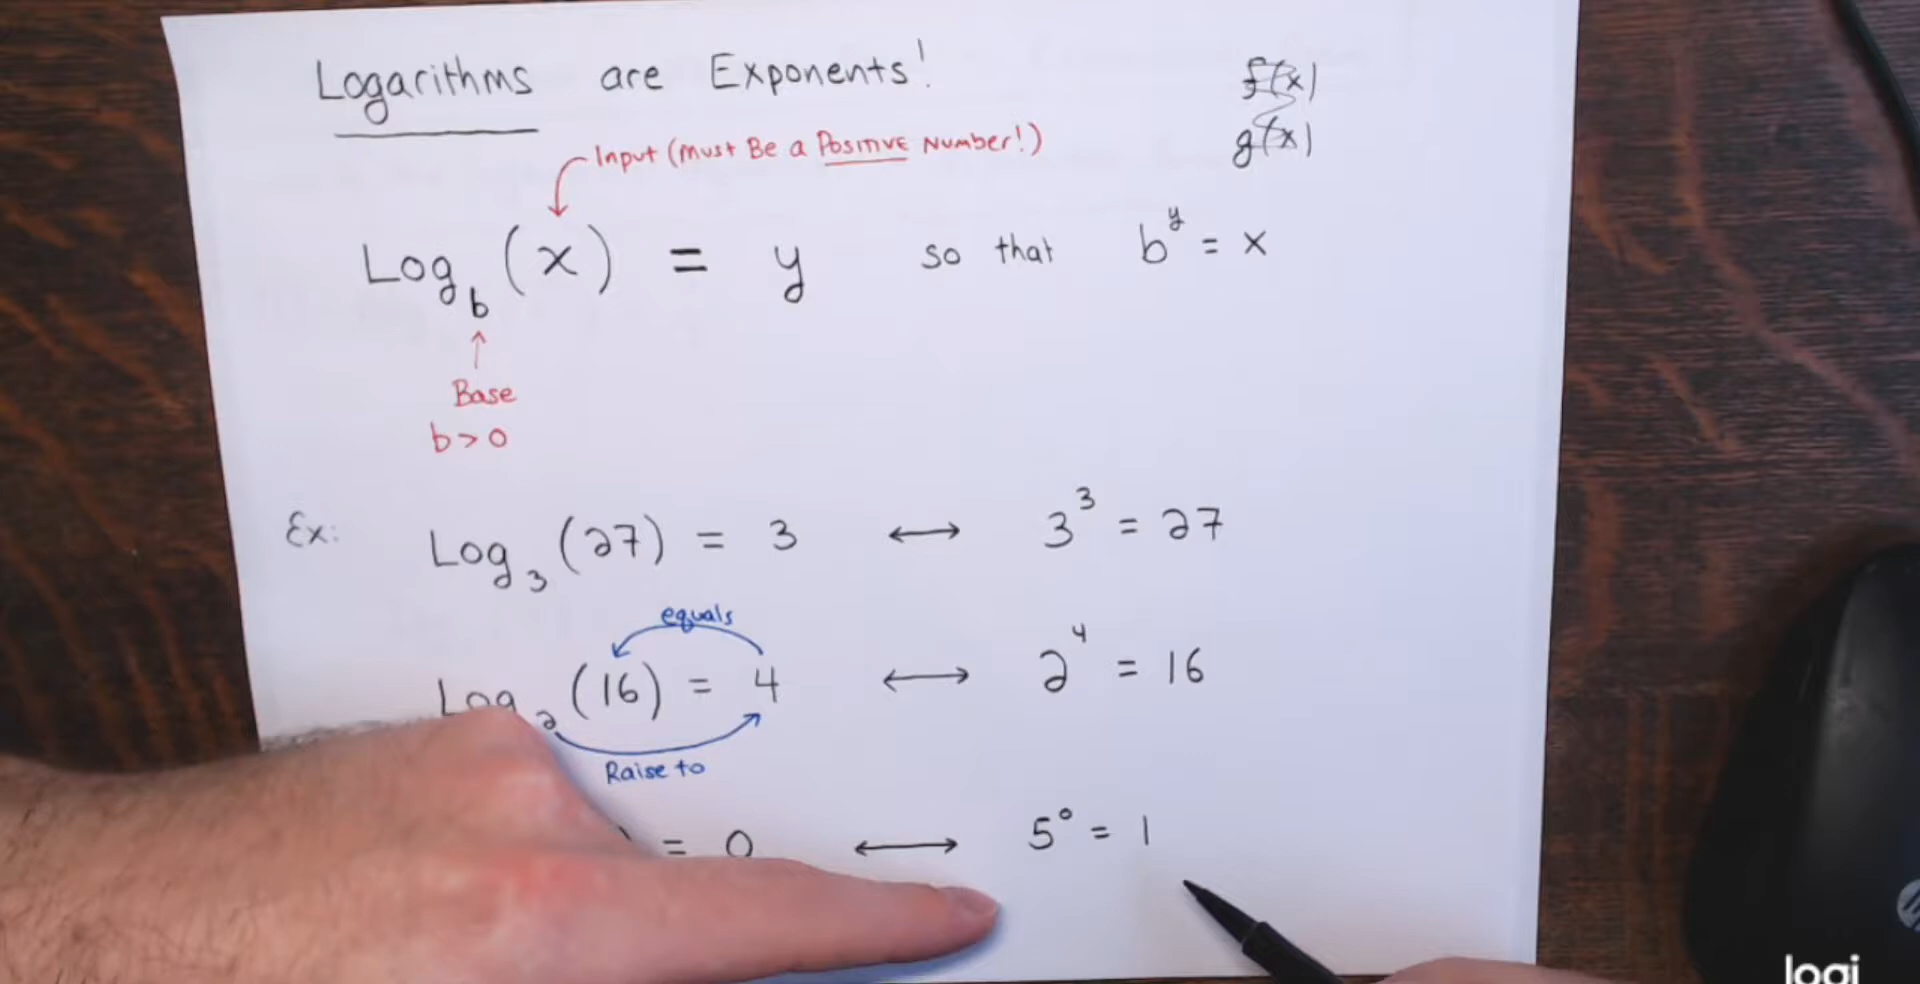 Logarithms are Exponents!
f(x)
g(x)
Input (Must Be a Positive Number!)
Log_b (x) = y so that b^y = x
Base
b > 0
Ex: Log_3 (27) = 3 ↔ 3^3 = 27
equals
Log_2 (16) = 4 ↔ 2^4 = 16
Raise to
) = 0 ↔ 5^0 = 1
logi